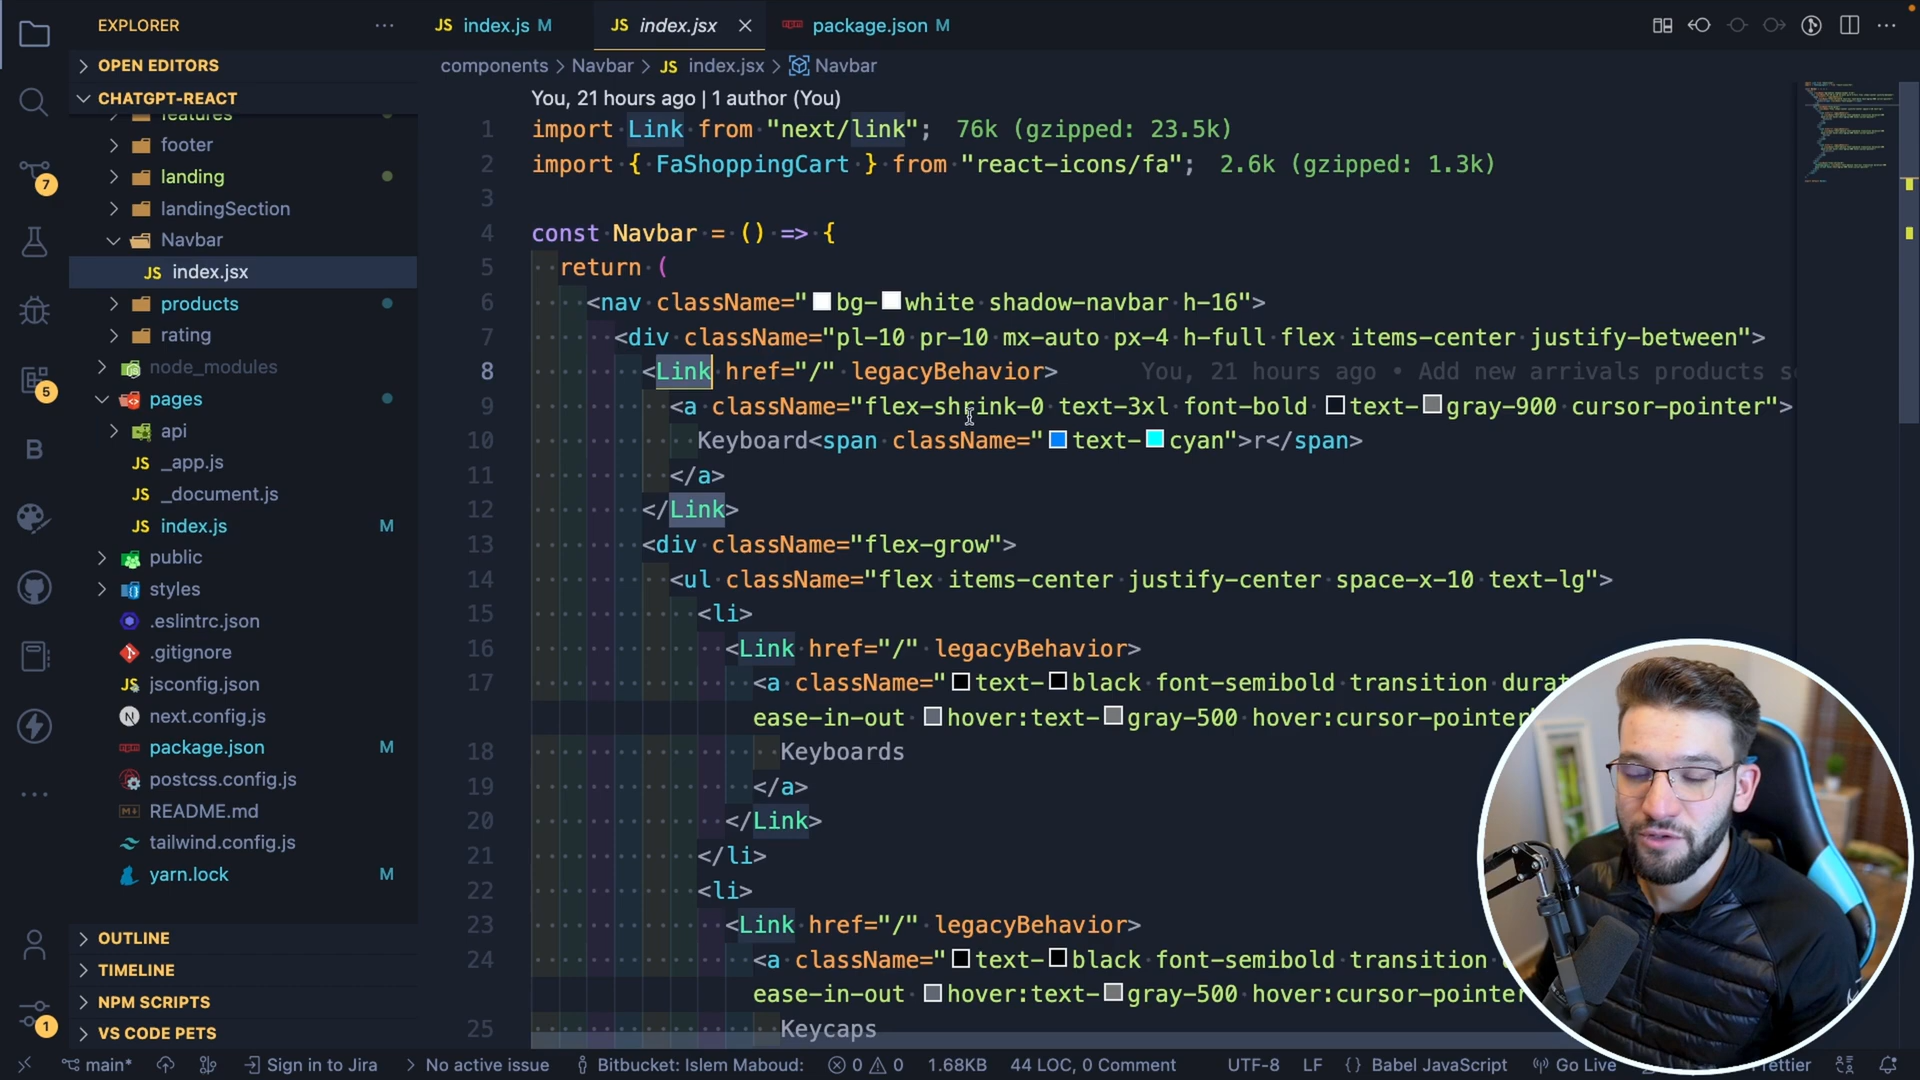 EXPLORER
OPEN EDITORS
CHATGPT-REACT
features
footer
landing
landingSection
Navbar
JS index.jsx
products
rating
node_modules
pages
api
JS _app.js
JS _document.js
JS index.js M
public
styles
.eslintrc.json
.gitignore
JS jsconfig.json
N next.config.js
package.json M
postcss.config.js
README.md
tailwind.config.js
yarn.lock M
OUTLINE
TIMELINE
NPM SCRIPTS
VS CODE PETS
7
5
B
1
JS index.js M
JS index.jsx
package.json M
components > Navbar > JS index.jsx > Navbar
You, 21 hours ago | 1 author (You)
1 import Link from "next/link"; 76k (gzipped: 23.5k)
2 import { FaShoppingCart } from "react-icons/fa"; 2.6k (gzipped: 1.3k)
3
4 const Navbar = () => {
5 return (
6 <nav className="bg-white shadow-navbar h-16">
7 <div className="pl-10 pr-10 mx-auto px-4 h-full flex items-center justify-between">
8 <Link href="/" legacyBehavior> You, 21 hours ago • Add new arrivals products
9 <a className="flex-shrink-0 text-3xl font-bold text-gray-900 cursor-pointer">
10 Keyboard<span className="text-cyan">r</span>
11 </a>
12 </Link>
13 <div className="flex-grow">
14 <ul className="flex items-center justify-center space-x-10 text-lg">
15 <li>
16 <Link href="/" legacyBehavior>
17 <a className="text-black font-semibold transition durat
ease-in-out hover:text-gray-500 hover:cursor-pointer
18 Keyboards
19 </a>
20 </Link>
21 </li>
22 <li>
23 <Link href="/" legacyBehavior>
24 <a className="text-black font-semibold transition
ease-in-out hover:text-gray-500 hover:cursor-pointer
25 Keycaps
main* Sign in to Jira No active issue Bitbucket: Islem Maboud: 0 0 1.68KB 44 LOC, 0 Comment UTF-8 LF {} Babel JavaScript Go Live Prettier